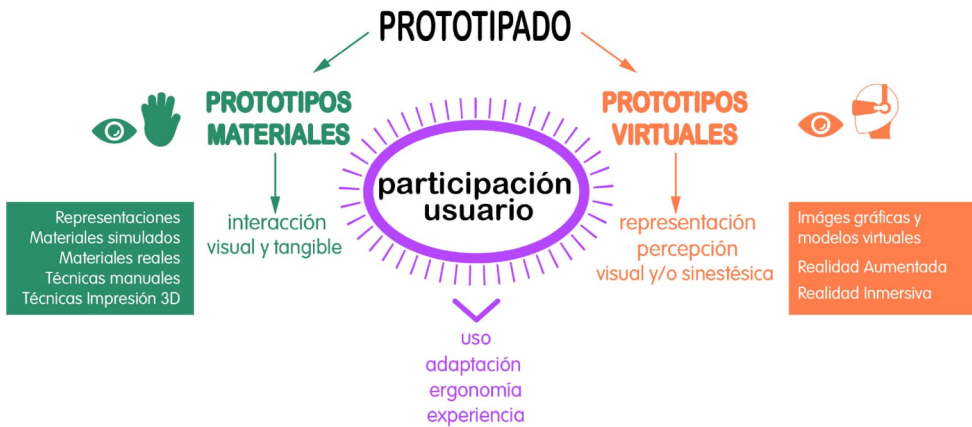 PROTOTIPADO
PROTOTIPOS
MATERIALES
interacción
visual y tangible
Representaciones
Materiales simulados
Materiales reales
Técnicas manuales
Técnicas Impresión 3D
participación
usuario
uso
adaptación
ergonomía
experiencia
PROTOTIPOS
VIRTUALES
representación
percepción
visual y/o sinestésica
Imáges gráficas y
modelos virtuales
Realidad Aumentada
Realidad Inmersiva